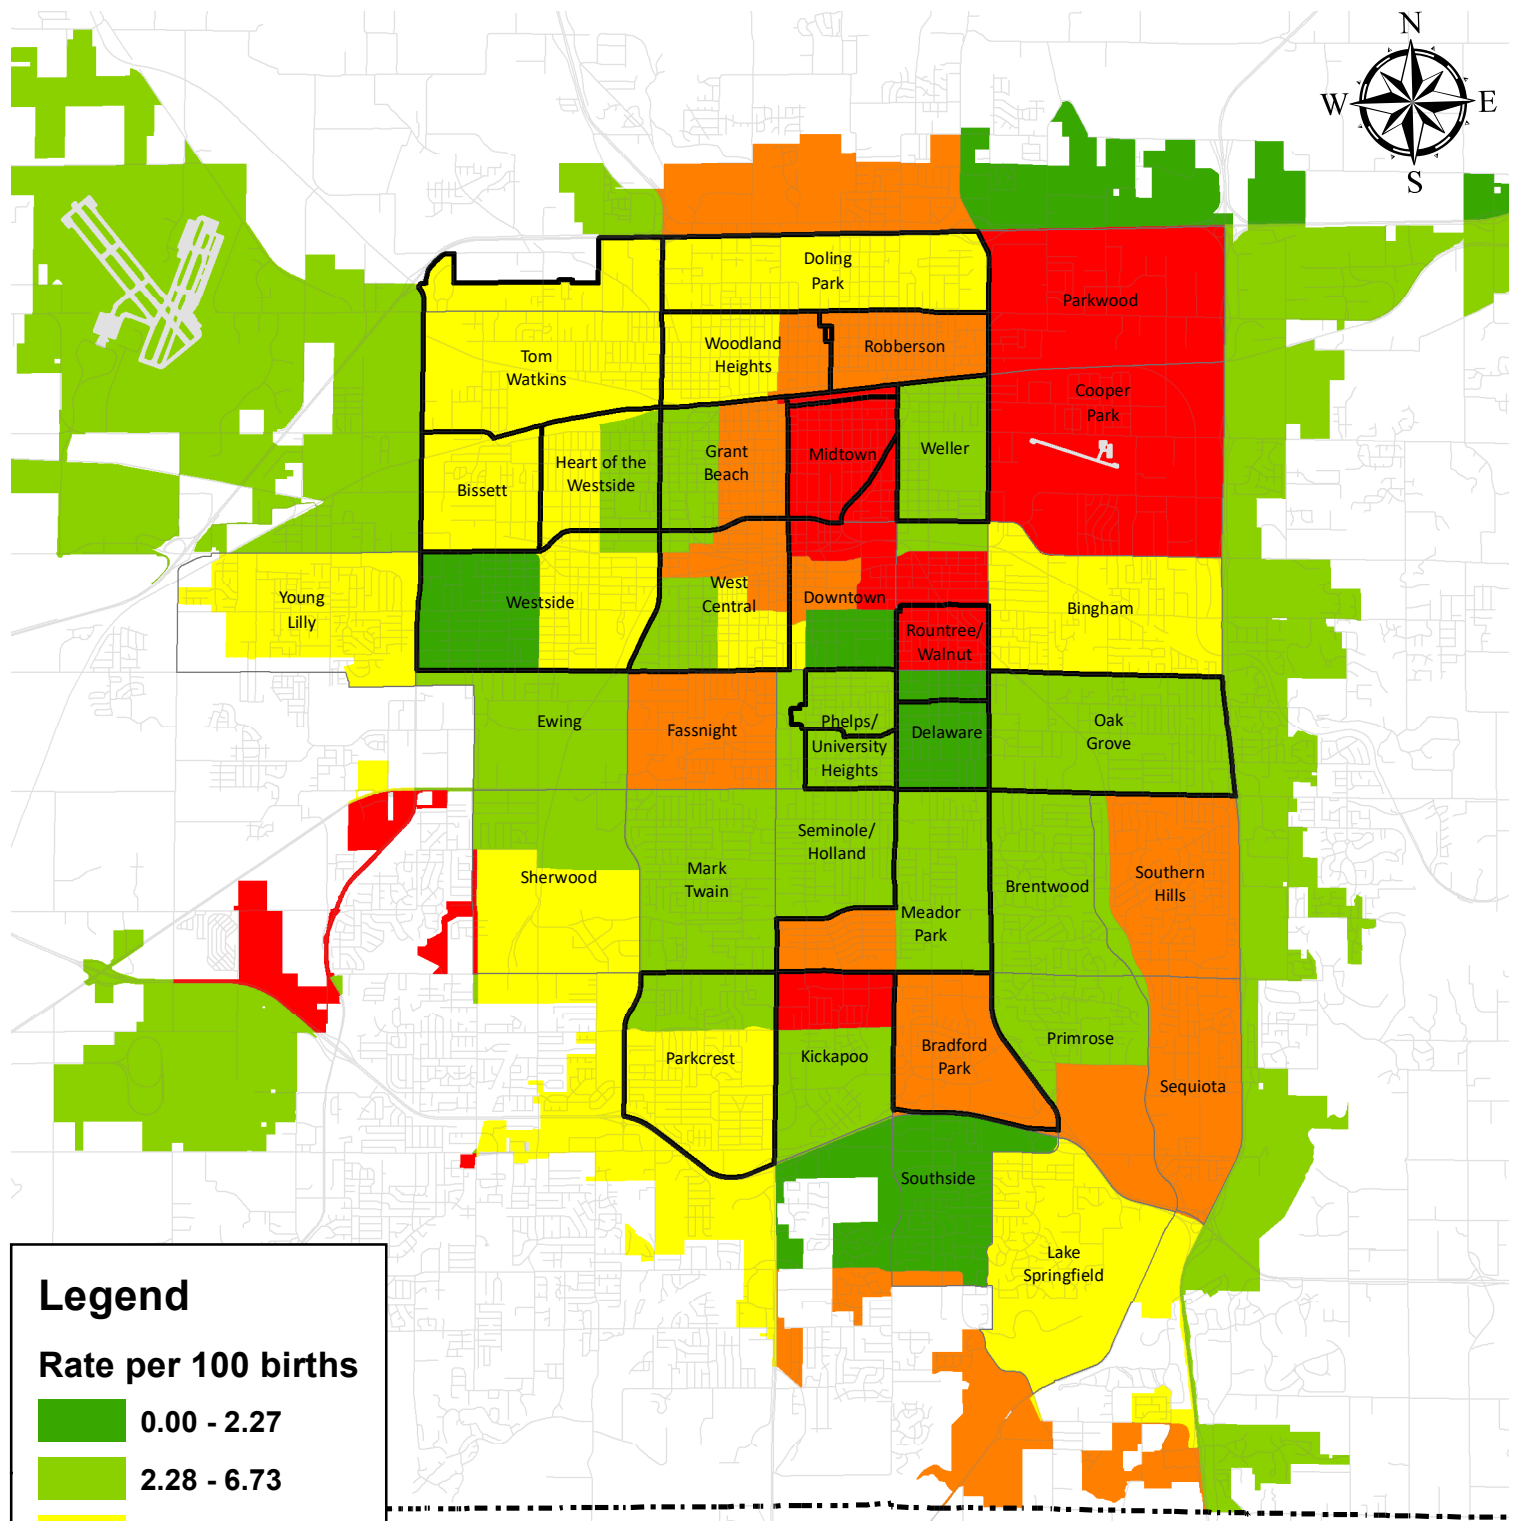 N
W
E
S
Doling
Park
Parkwood
Woodland
Heights
Robberson
Tom
Watkins
Cooper
Park
Grant
Beach
Midtown
Weller
Heart of the
Westside
Bissett
Young
Lilly
Westside
West
Central
Downtown
Bingham
Rountree/
Walnut
Ewing
Fassnight
Phelps/
University
Heights
Delaware
Oak
Grove
Seminole/
Holland
Sherwood
Mark
Twain
Brentwood
Southern
Hills
Meador
Park
Parkcrest
Kickapoo
Bradford
Park
Primrose
Sequiota
Southside
Lake
Springfield
Legend
Rate per 100 births
0.00 - 2.27
2.28 - 6.73